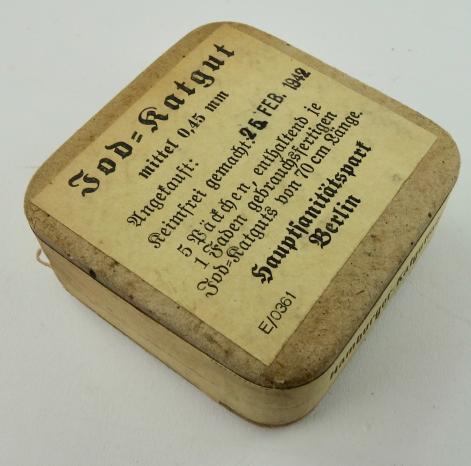 Jod=Katgut
mittel 0,45 mm
Angekauft:
Keimfrei gemacht: 26. FEB. 1942
5 Päckchen, enthaltend je
1 Faden gebrauchsfertigen
Jod=Katguts von 70 cm Länge.
Hauptsanitätspark
Berlin
E/0361
Hamburger